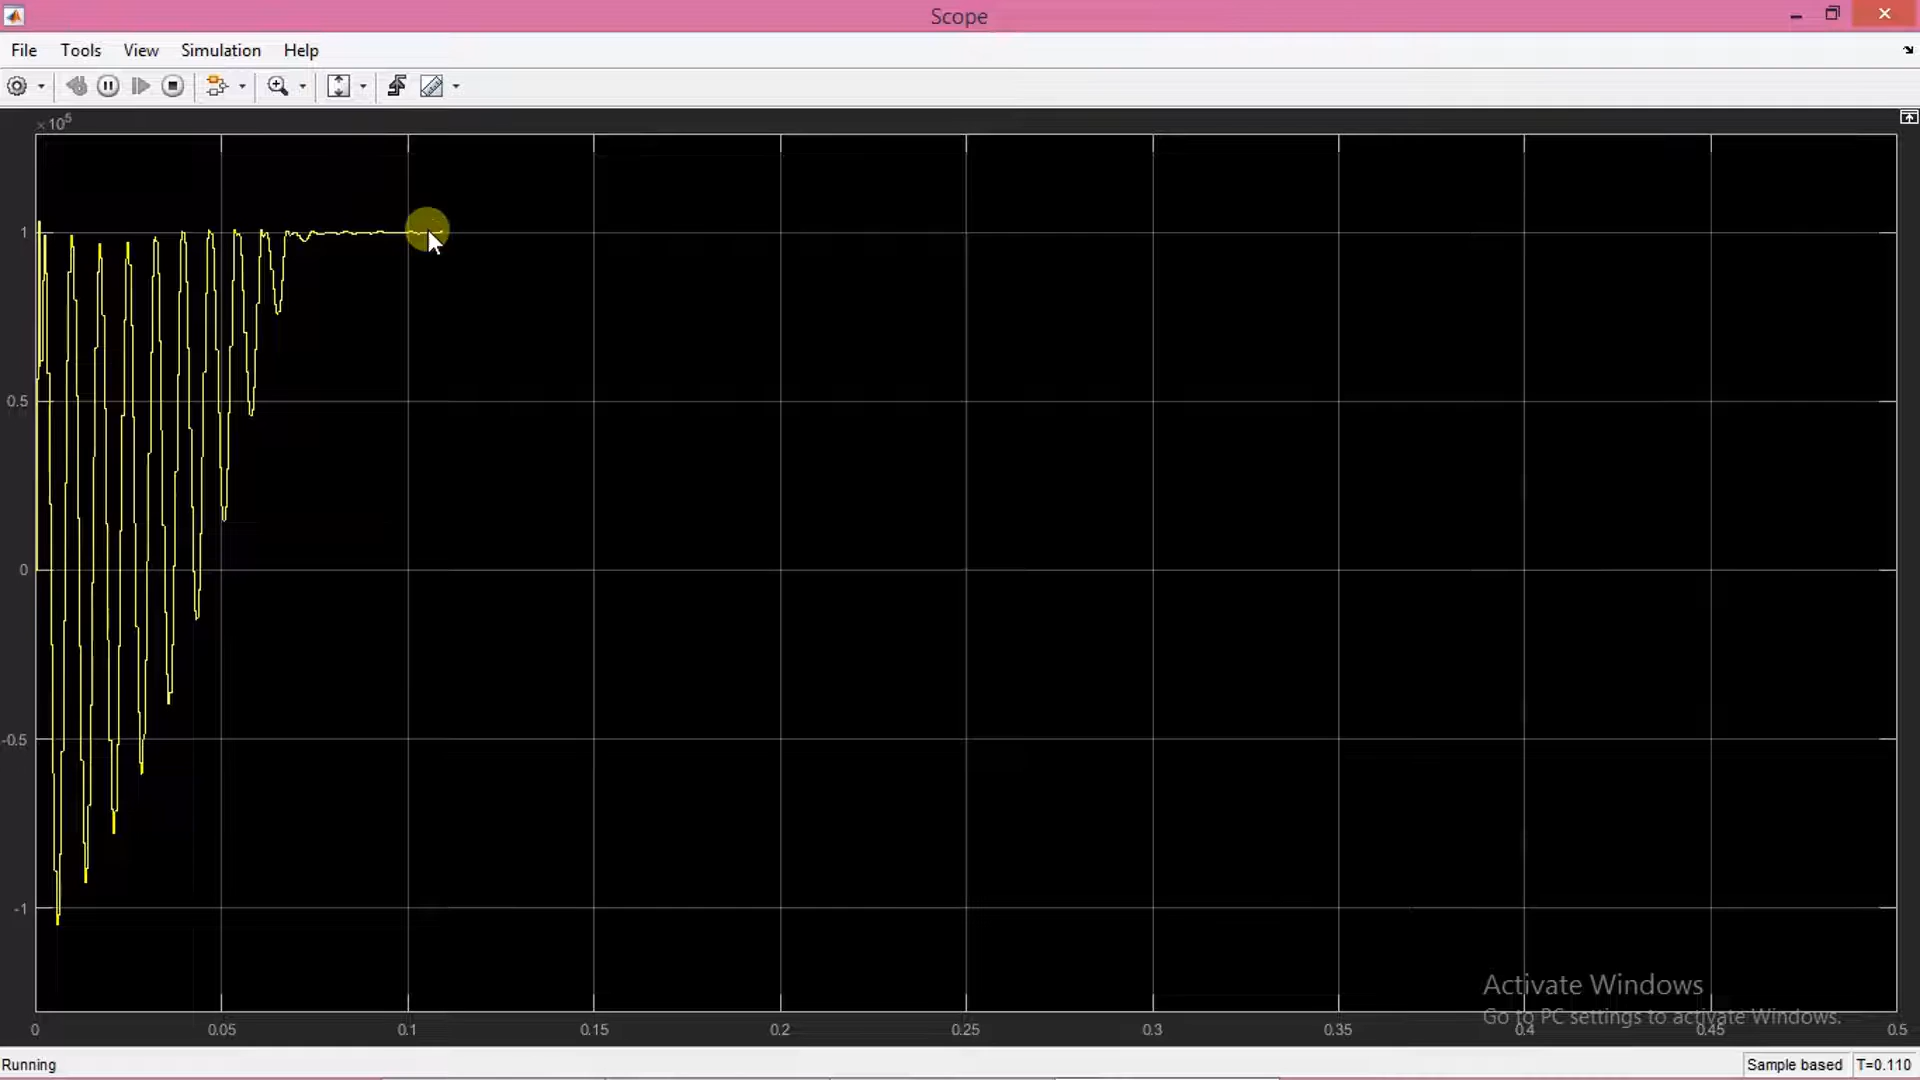 Scope
File Tools View Simulation Help
×10⁵
1
0.5
0
-0.5
-1
Activate Windows
Go to PC settings to activate Windows.
0 0.05 0.1 0.15 0.2 0.25 0.3 0.35 0.4 0.45 0.5
Running Sample based T=0.110